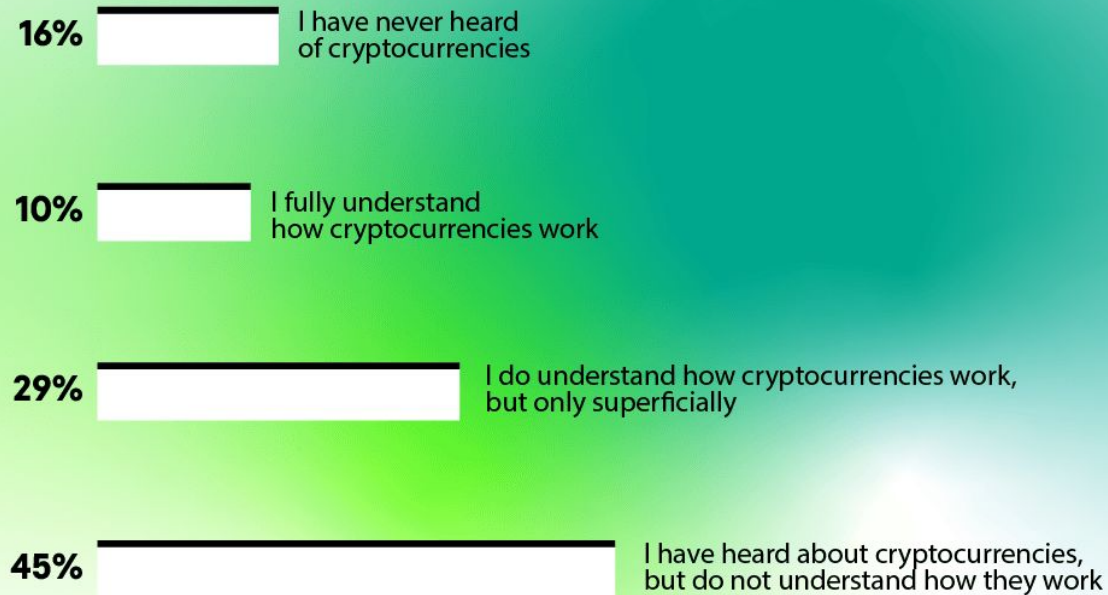 16%
I have never heard
of cryptocurrencies
10%
I fully understand
how cryptocurrencies work
29%
I do understand how cryptocurrencies work,
but only superficially
45%
I have heard about cryptocurrencies,
but do not understand how they work